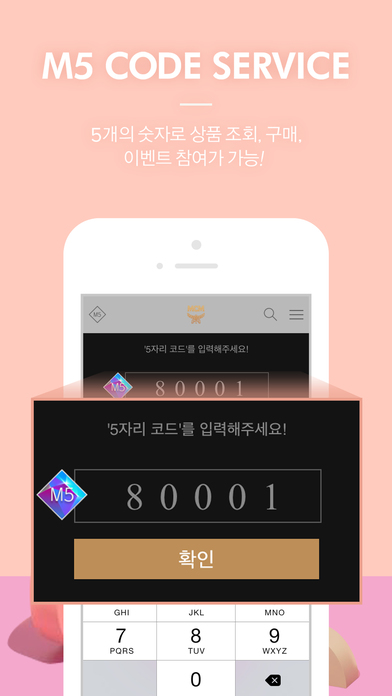 M5 CODE SERVICE
5개의 숫자로 상품 조회, 구매,
이벤트 참여가 가능!
M5
'5자리 코드'를 입력해주세요!
M5
80001
'5자리 코드'를 입력해주세요!
M5
80001
확인
GHI JKL MNO
7 8 9
PQRS TUV WXYZ
0